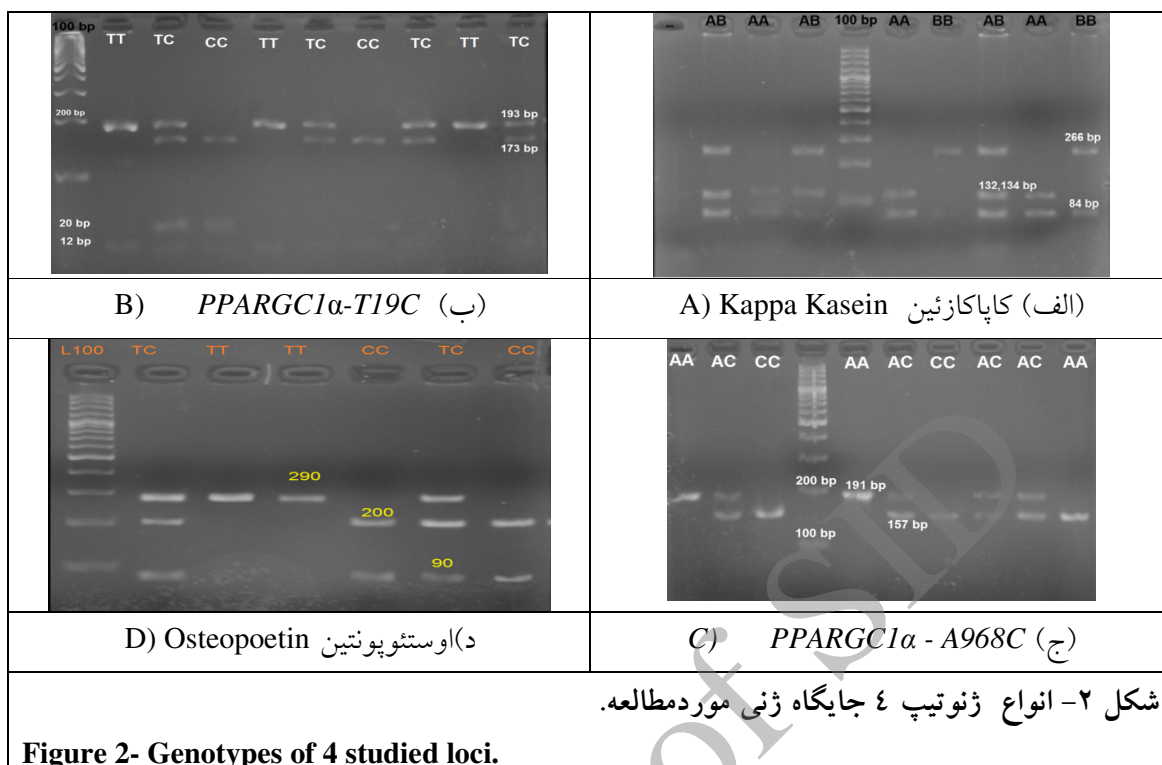 100 bp TT TC CC TT TC CC TC TT TC
200 bp
193 bp
173 bp
20 bp
12 bp
- AB AA AB 100 bp AA BB AB AA BB
266 bp
132,134 bp
84 bp
B) PPARGC1α-T19C (ب)
A) Kappa Kasein کاپاکازئین (الف)
L100 TC TT TT CC TC CC
290
200
90
AA AC CC AA AC CC AC AC AA
200 bp 191 bp
157 bp
100 bp
D) Osteopoetin اوستئوپونتین(د
C) PPARGC1α - A968C (ج)
شکل ۲- انواع ژنوتیپ ٤ جایگاه ژنی موردمطالعه.
Figure 2- Genotypes of 4 studied loci.
of SID